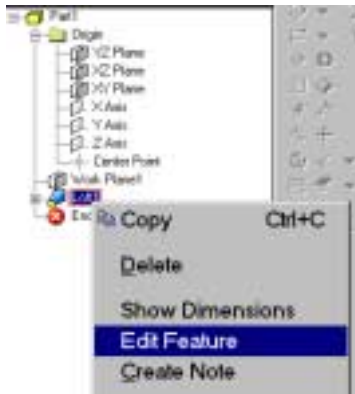 Part1
Origin
YZ Plane
XZ Plane
XY Plane
X Axis
Y Axis
Z Axis
Center Point
Work Plane1
Loft1
Copy Ctrl+C
Delete
Show Dimensions
Edit Feature
Create Note